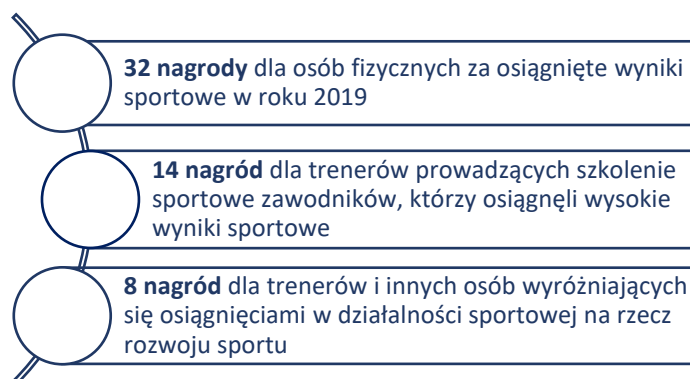 32 nagrody dla osób fizycznych za osiągnięte wyniki
sportowe w roku 2019
14 nagród dla trenerów prowadzących szkolenie
sportowe zawodników, którzy osiągnęli wysokie
wyniki sportowe
8 nagród dla trenerów i innych osób wyróżniających
się osiągnięciami w działalności sportowej na rzecz
rozwoju sportu